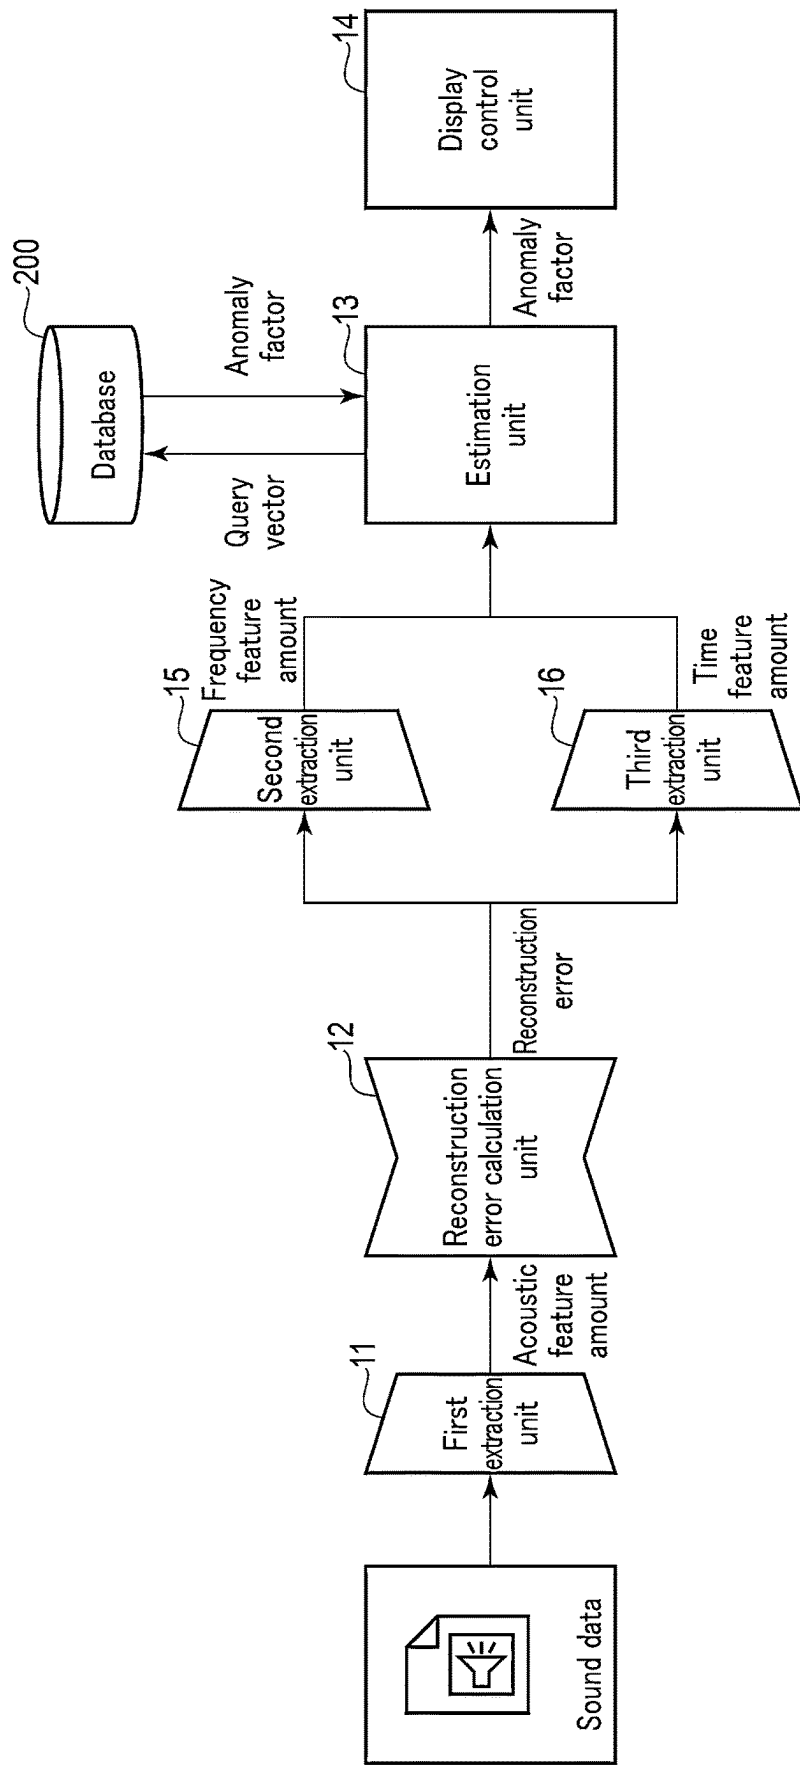 Sound data
11
First
extraction
unit
Acoustic
feature
amount
12
Reconstruction
error calculation
unit
Reconstruction
error
15
Second
extraction
unit
Frequency
feature
amount
16
Third
extraction
unit
Time
feature
amount
200
Database
Query
vector
Anomaly
factor
13
Estimation
unit
Anomaly
factor
14
Display
control
unit